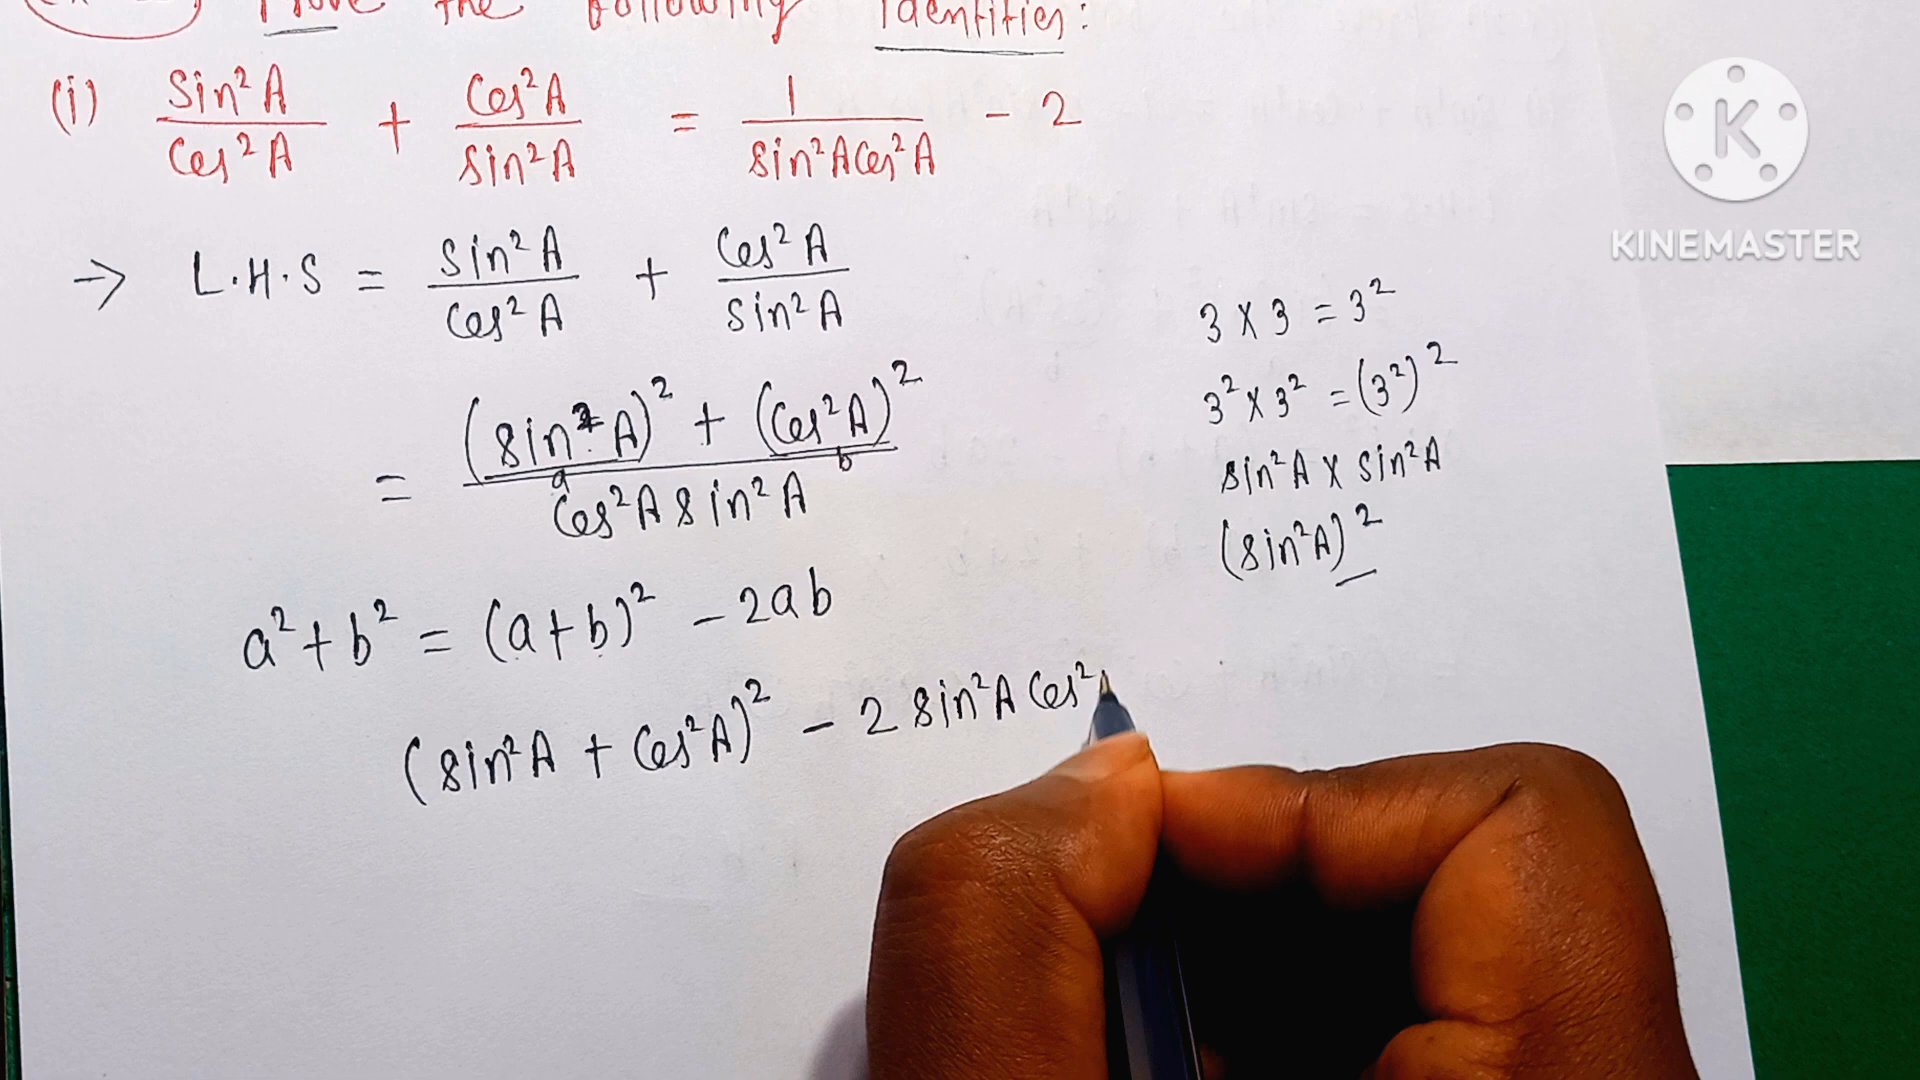 Prove the following identities:
(i) Sin²A/Cos²A + Cos²A/Sin²A = 1/Sin²ACos²A - 2
→ L.H.S = Sin²A/Cos²A + Cos²A/Sin²A
= (Sin²A)² + (Cos²A)² / Cos²A Sin²A
a b
a² + b² = (a+b)² - 2ab
(Sin²A + Cos²A)² - 2 Sin²A Cos²
3 × 3 = 3²
3² × 3² = (3²)²
Sin²A × Sin²A
(Sin²A)²
K
KINEMASTER